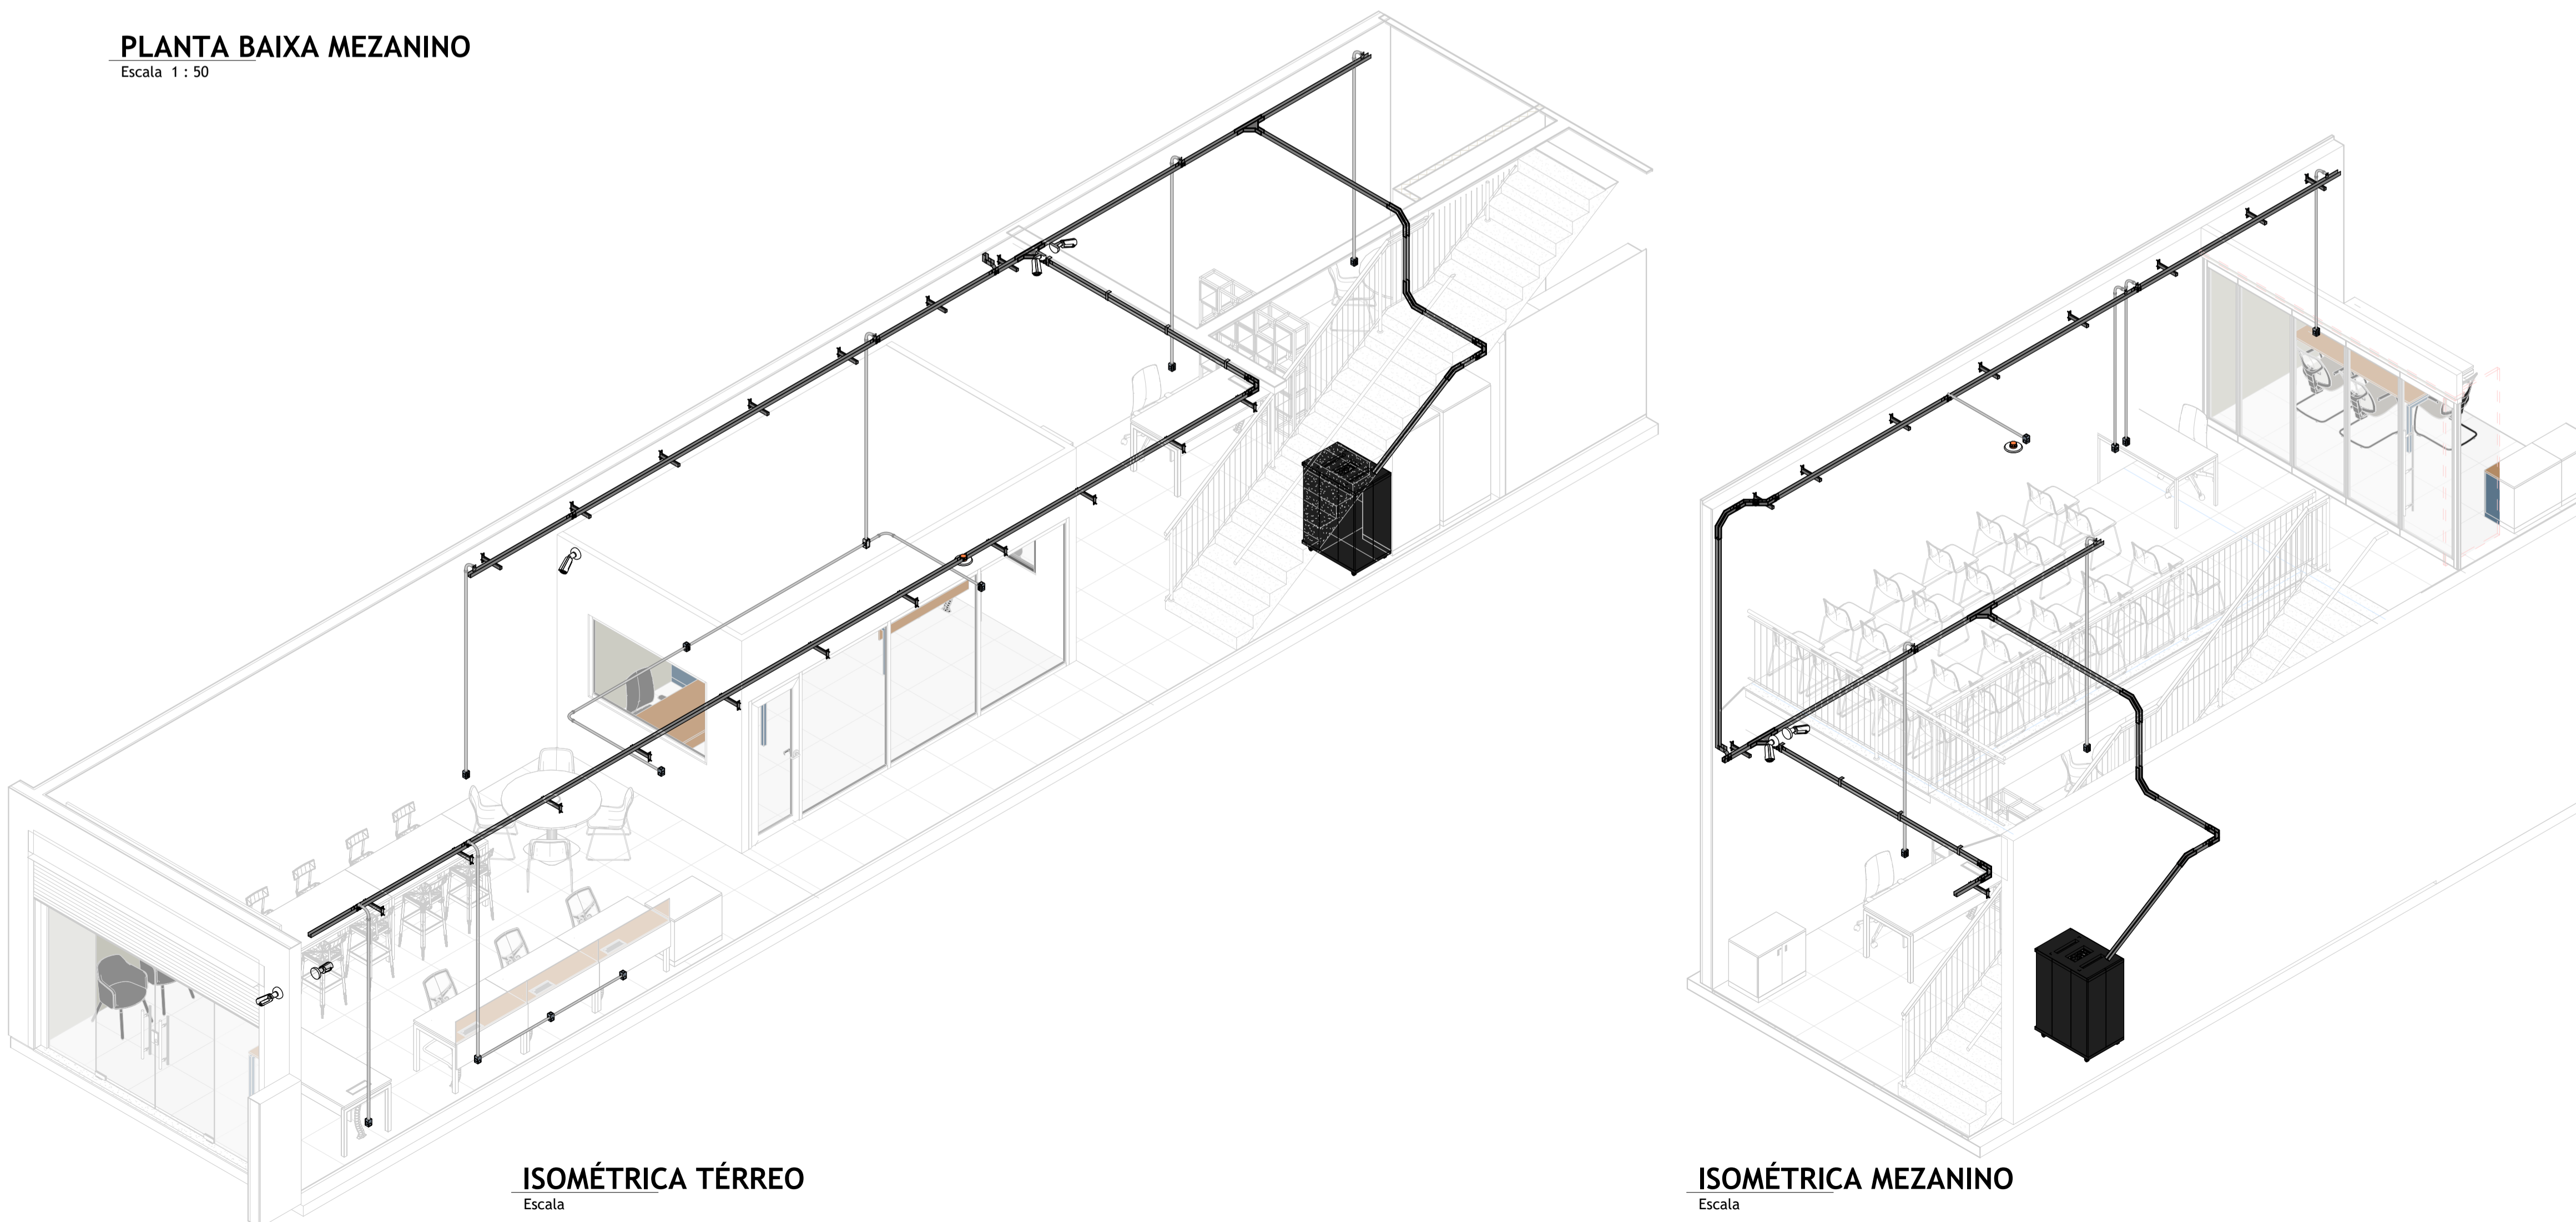 PLANTA BAIXA MEZANINO
Escala 1 : 50
ISOMÉTRICA TÉRREO
Escala
ISOMÉTRICA MEZANINO
Escala